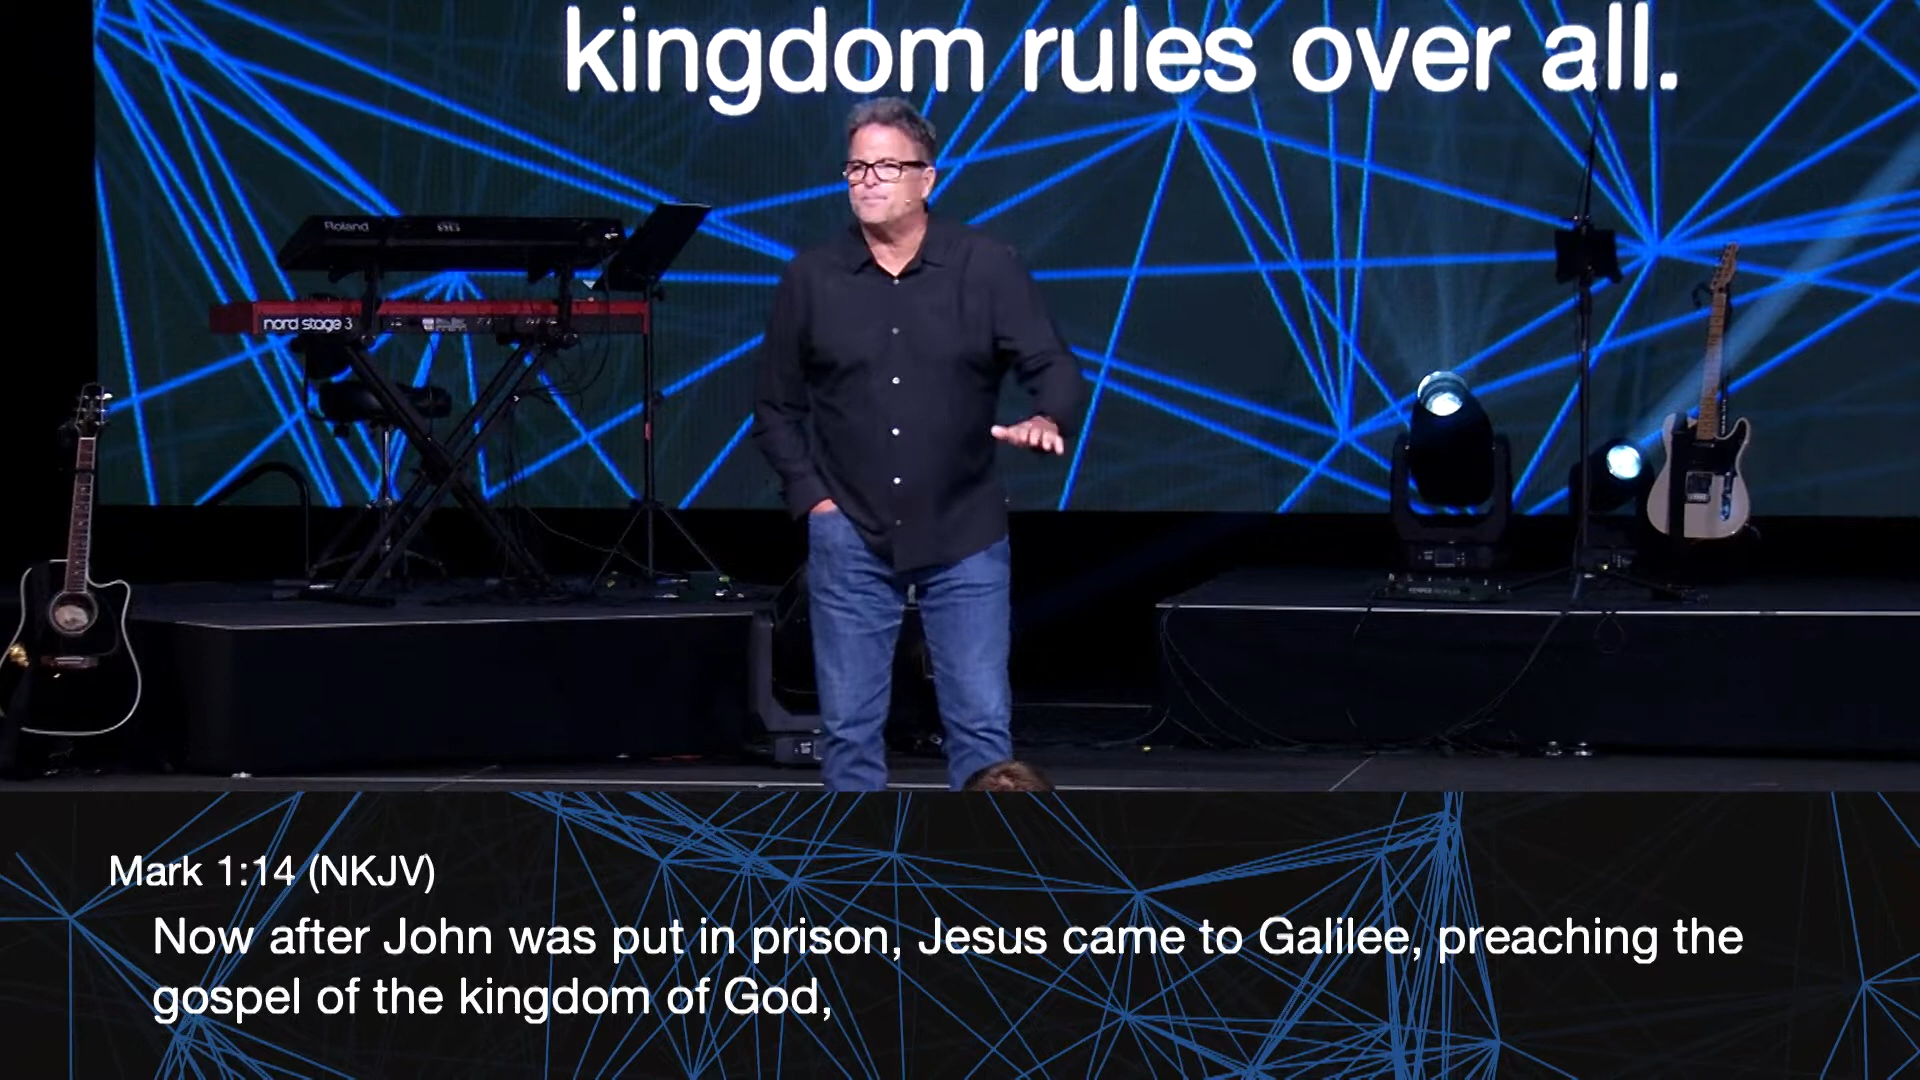 kingdom rules over all.
Roland
nord stage 3
Mark 1:14 (NKJV)
Now after John was put in prison, Jesus came to Galilee, preaching the
gospel of the kingdom of God,